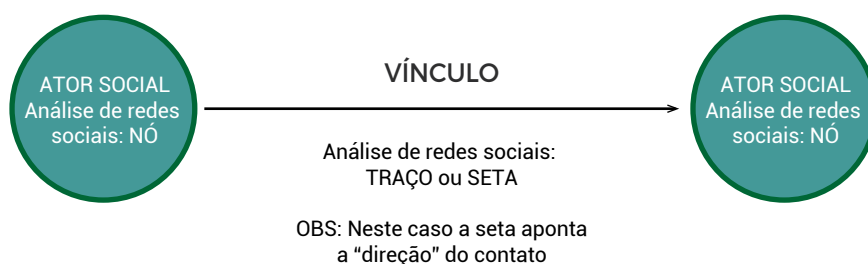 ATOR SOCIAL
Análise de redes
sociais: NÓ
VÍNCULO
Análise de redes sociais:
TRAÇO ou SETA
OBS: Neste caso a seta aponta
a “direção” do contato
ATOR SOCIAL
Análise de redes
sociais: NÓ